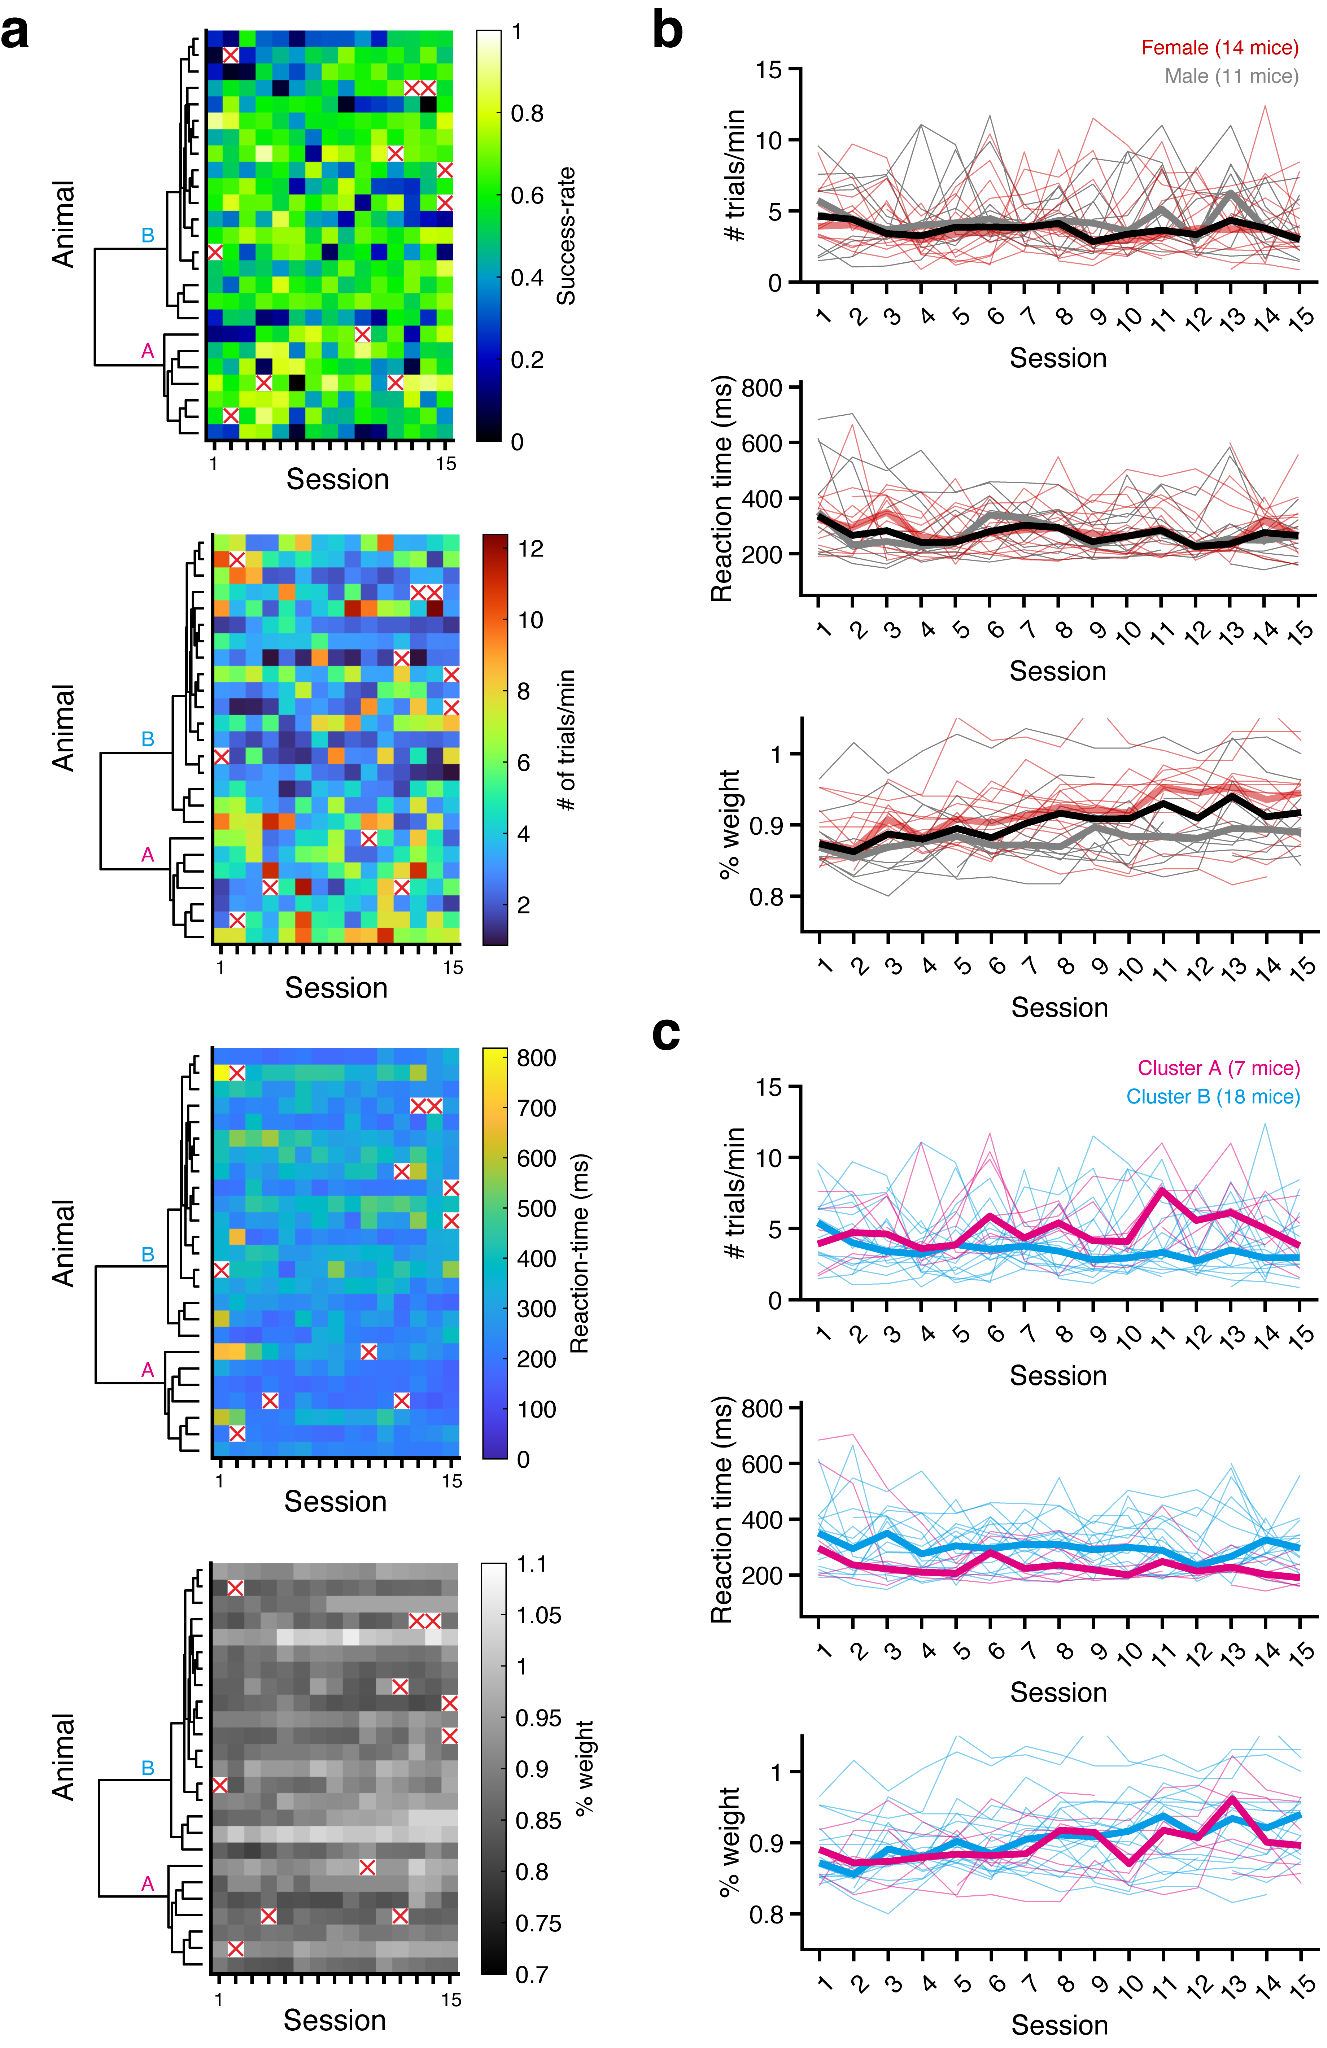 a
Animal
B
A
1
15
Session
1
0.8
0.6
0.4
0.2
0
Success-rate
Animal
B
A
1
15
Session
12
10
8
6
4
2
# of trials/min
Animal
B
A
1
15
Session
800
700
600
500
400
300
200
100
0
Reaction-time (ms)
Animal
B
A
1
15
Session
1.1
1.05
1
0.95
0.9
0.85
0.8
0.75
0.7
% weight
b
Female (14 mice)
Male (11 mice)
# trials/min
15
10
5
0
1 2 3 4 5 6 7 8 9 10 11 12 13 14 15
Session
Reaction time (ms)
800
600
400
200
1 2 3 4 5 6 7 8 9 10 11 12 13 14 15
Session
% weight
1
0.9
0.8
1 2 3 4 5 6 7 8 9 10 11 12 13 14 15
Session
c
Cluster A (7 mice)
Cluster B (18 mice)
# trials/min
15
10
5
0
1 2 3 4 5 6 7 8 9 10 11 12 13 14 15
Session
Reaction time (ms)
800
600
400
200
1 2 3 4 5 6 7 8 9 10 11 12 13 14 15
Session
% weight
1
0.9
0.8
1 2 3 4 5 6 7 8 9 10 11 12 13 14 15
Session